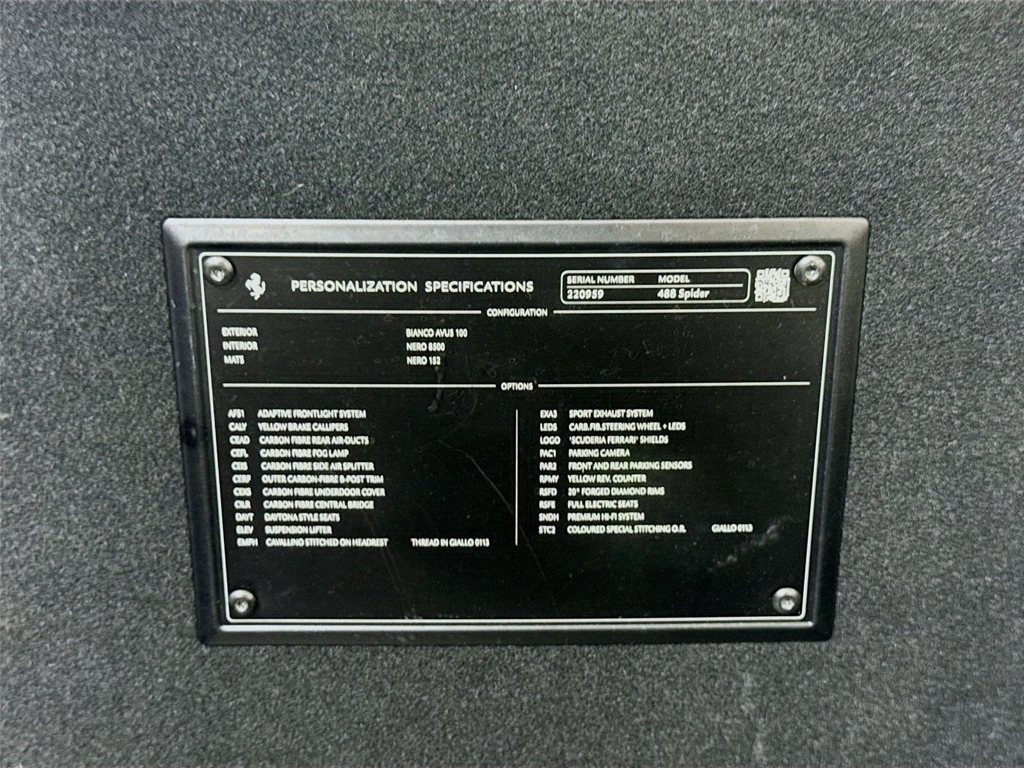 PERSONALIZATION SPECIFICATIONS
SERIAL NUMBER MODEL
220959 488 Spider
CONFIGURATION
EXTERIOR BIANCO AVUS 100
INTERIOR NERO 8500
MATS NERO 152
OPTIONS
AFS1 ADAPTIVE FRONTLIGHT SYSTEM
CALY YELLOW BRAKE CALLIPERS
CEAD CARBON FIBRE REAR AIR-DUCTS
CEFL CARBON FIBRE FOG LAMP
CEIS CARBON FIBRE SIDE AIR SPLITTER
CERF OUTER CARBON-FIBRE B-POST TRIM
CEXS CARBON FIBRE UNDERDOOR COVER
CILR CARBON FIBRE CENTRAL BRIDGE
DAYT DAYTONA STYLE SEATS
ELEV SUSPENSION LIFTER
EMPH CAVALLINO STITCHED ON HEADREST THREAD IN GIALLO 0113
EXA3 SPORT EXHAUST SYSTEM
LEDS CARB.FIB.STEERING WHEEL + LEDS
LOGO 'SCUDERIA FERRARI' SHIELDS
PAC1 PARKING CAMERA
PAR2 FRONT AND REAR PARKING SENSORS
RPMY YELLOW REV. COUNTER
RSFD 20" FORGED DIAMOND RIMS
RSFE FULL ELECTRIC SEATS
SNDH PREMIUM HI-FI SYSTEM
STC2 COLOURED SPECIAL STITCHING O.R. GIALLO 0113